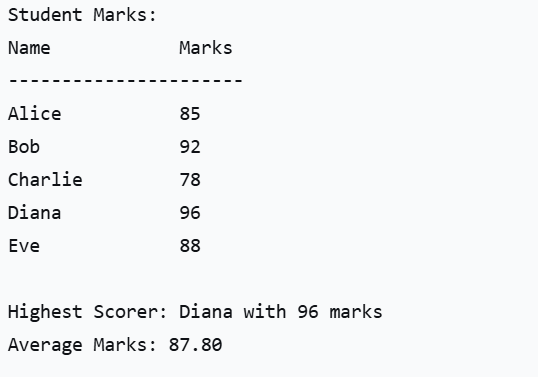 Student Marks:
Name            Marks
----------------------
Alice           85
Bob             92
Charlie         78
Diana           96
Eve             88
Highest Scorer: Diana with 96 marks
Average Marks: 87.80